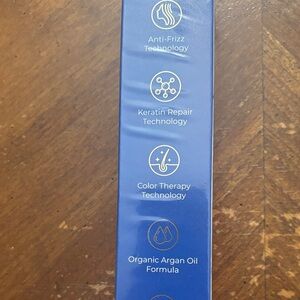 Anti-Frizz
Technology
Keratin Repair
Technology
Color Therapy
Technology
Organic Argan Oil
Formula